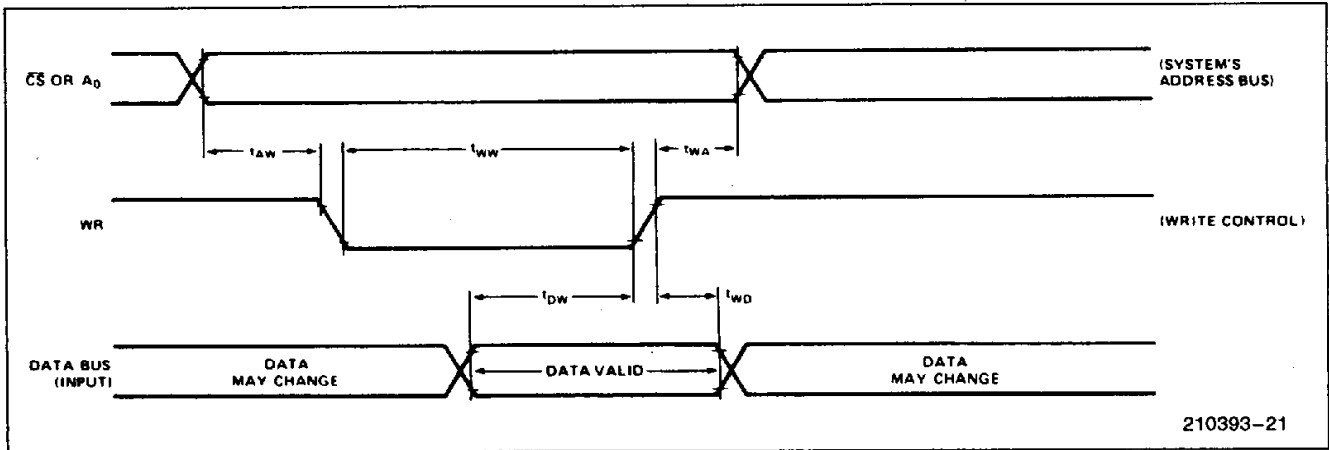 C̅S̅ OR A₀
(SYSTEM'S
ADDRESS BUS)
tAW
tWW
tWA
WR
(WRITE CONTROL)
tDW
tWD
DATA BUS
(INPUT)
DATA
MAY CHANGE
DATA VALID
DATA
MAY CHANGE
210393–21